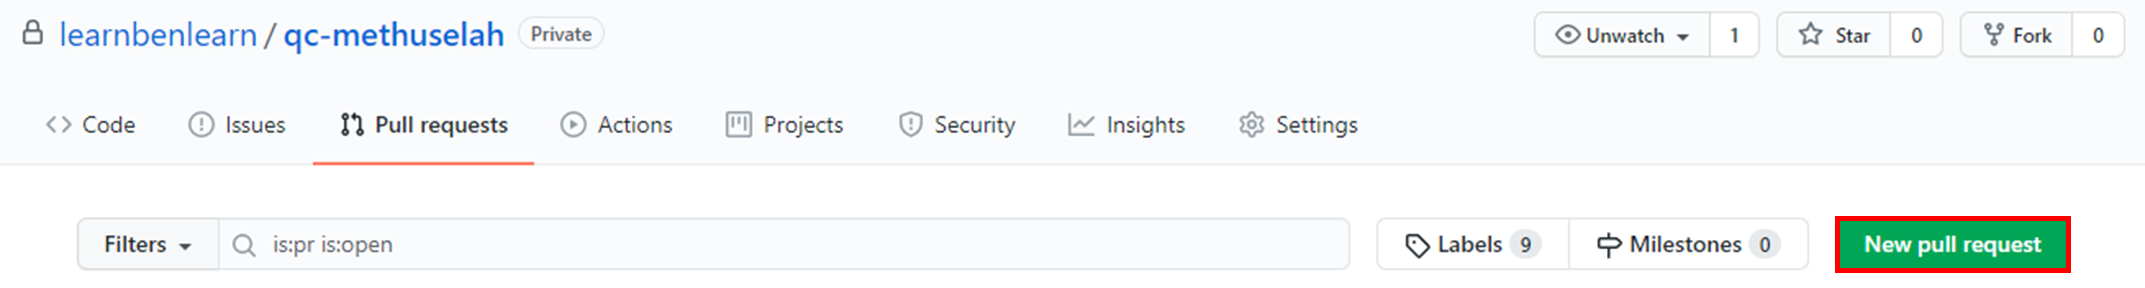 learnbenlearn / qc-methuselah Private Unwatch 1 Star 0 Fork 0
Code Issues Pull requests Actions Projects Security Insights Settings
Filters is:pr is:open Labels 9 Milestones 0 New pull request